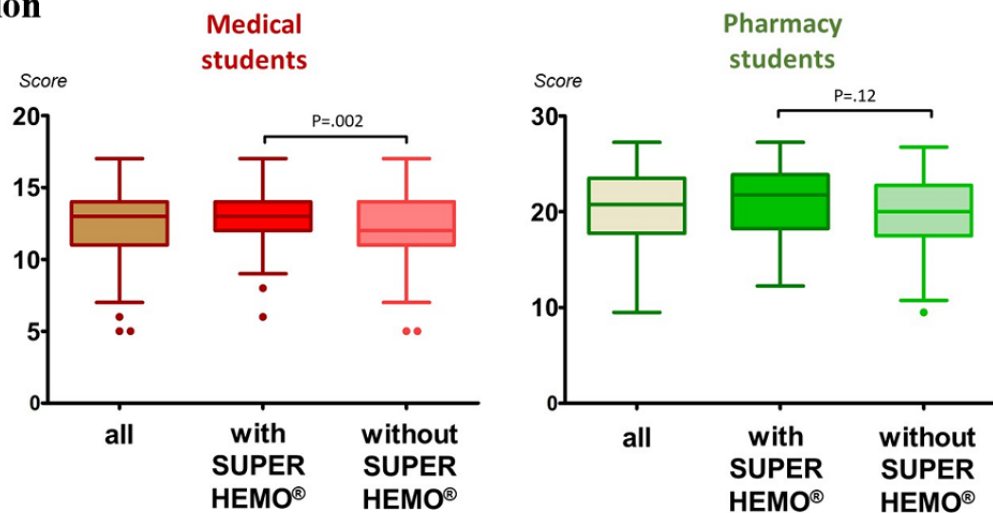 ion
Medical
students
Score
P=.002
20
15
10
5
0
all
with
SUPER
HEMO®
without
SUPER
HEMO®
Pharmacy
students
Score
P=.12
30
20
10
0
all
with
SUPER
HEMO®
without
SUPER
HEMO®